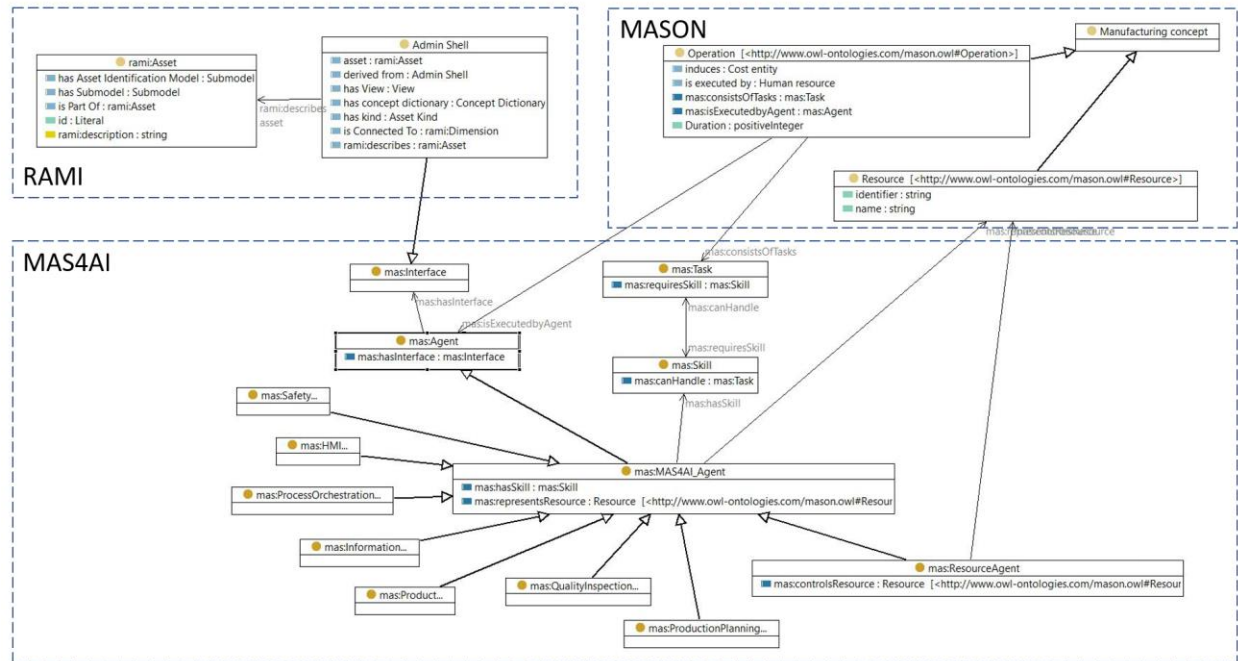 rami:Asset
has Asset Identification Model : Submodel
has Submodel : Submodel
is Part Of : rami:Asset
id : Literal
rami:description : string
rami:describes
asset
Admin Shell
asset : rami:Asset
derived from : Admin Shell
has View : View
has concept dictionary : Concept Dictionary
has kind : Asset Kind
is Connected To : rami:Dimension
rami:describes : rami:Asset
RAMI
MASON
Manufacturing concept
Operation [<http://www.owl-ontologies.com/mason.owl#Operation>]
induces : Cost entity
is executed by : Human resource
mas:consistsOfTasks : mas:Task
mas:isExecutedbyAgent : mas:Agent
Duration : positiveInteger
Resource [<http://www.owl-ontologies.com/mason.owl#Resource>]
identifier : string
name : string
MAS4AI
mas:consistsOfTasks
mas:Interface
mas:Task
mas:requiresSkill : mas:Skill
mas:hasInterface
mas:canHandle
mas:isExecutedbyAgent
mas:Agent
mas:hasInterface : mas:Interface
mas:requiresSkill
mas:Skill
mas:canHandle : mas:Task
mas:hasSkill
mas:Safety...
mas:HMI...
mas:ProcessOrchestration...
mas:MAS4AI_Agent
mas:hasSkill : mas:Skill
mas:representsResource : Resource [<http://www.owl-ontologies.com/mason.owl#Resour
mas:Information...
mas:Product...
mas:QualityInspection...
mas:ProductionPlanning...
mas:ResourceAgent
mas:controlsResource : Resource [<http://www.owl-ontologies.com/mason.owl#Resour